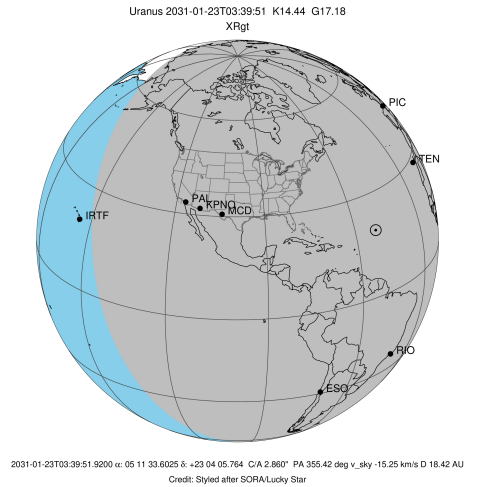 Uranus 2031-01-23T03:39:51 K14.44 G17.18
XRgt
PIC
TEN
PAL
KPNO
MCD
IRTF
RIO
ESO
2031-01-23T03:39:51.9200 α: 05 11 33.6025 δ: +23 04 05.764 C/A 2.860" PA 355.42 deg v_sky -15.25 km/s D 18.42 AU
Credit: Styled after SORA/Lucky Star